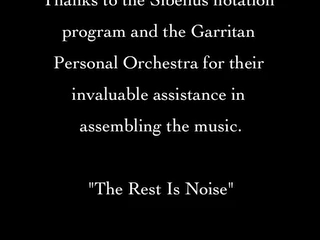 Thanks to the Sibelius notation
program and the Garritan
Personal Orchestra for their
invaluable assistance in
assembling the music.
"The Rest Is Noise"